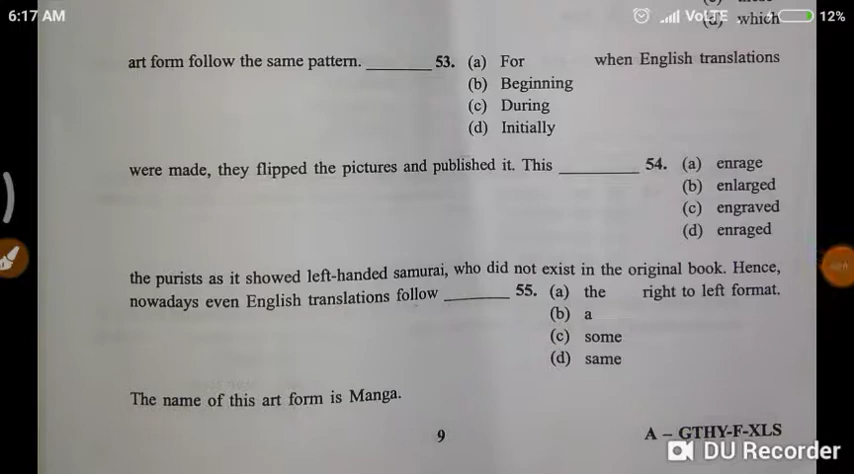 6:17 AM VoLTE 12%
(d) which
art form follow the same pattern. ________ 53. (a) For when English translations
(b) Beginning
(c) During
(d) Initially
were made, they flipped the pictures and published it. This ________ 54. (a) enrage
(b) enlarged
(c) engraved
(d) enraged
the purists as it showed left-handed samurai, who did not exist in the original book. Hence,
nowadays even English translations follow ________ 55. (a) the right to left format.
(b) a
(c) some
(d) same
The name of this art form is Manga.
9
A – GTHY-F-XLS
DU Recorder